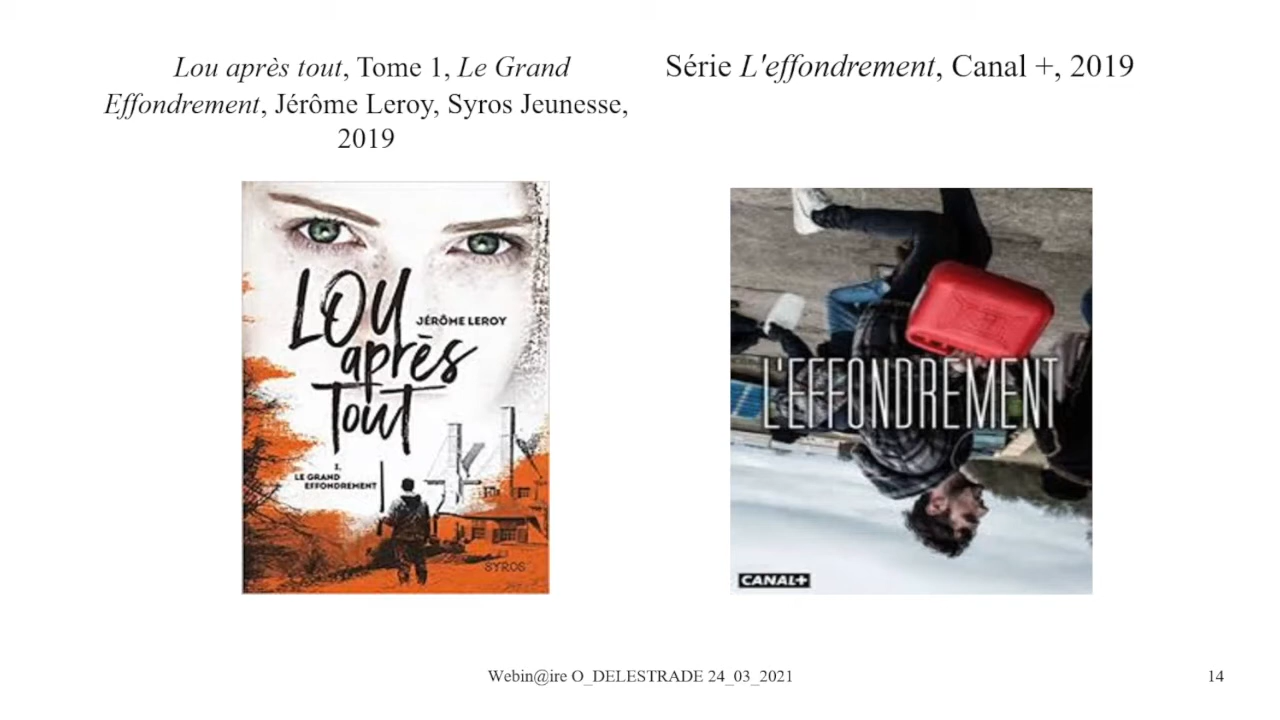 Lou après tout, Tome 1, Le Grand
Effondrement, Jérôme Leroy, Syros Jeunesse,
2019
Série L'effondrement, Canal +, 2019
LOU
JÉRÔME LEROY
après
Tout
I.
LE GRAND
EFFONDREMENT
SYROS
L'EFFONDREMENT
CANAL+
Webin@ire O_DELESTRADE 24_03_2021
14